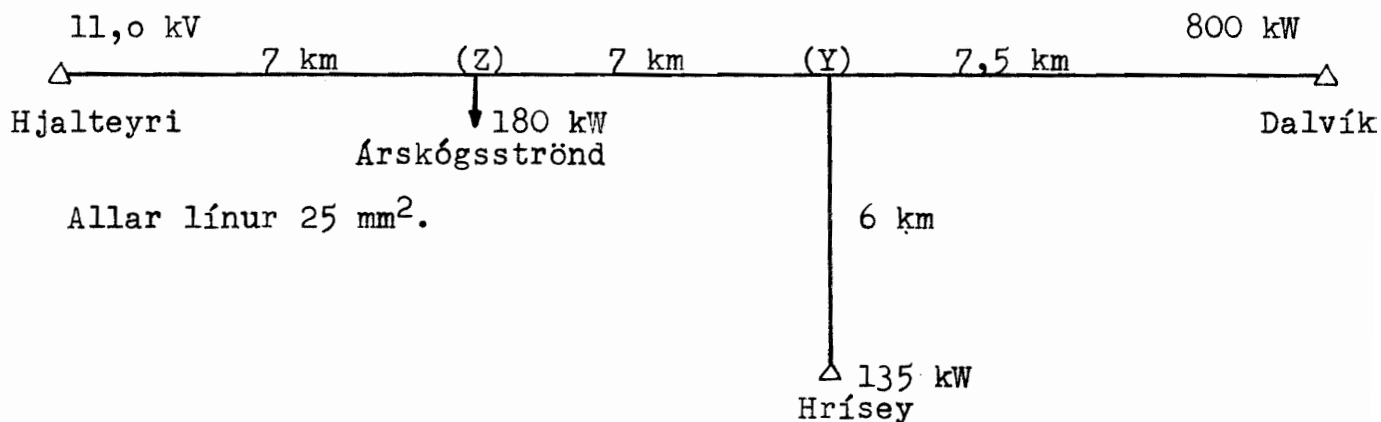 11,0 kV 800 kW
7 km (Z) 7 km (Y) 7,5 km
Hjalteyri 180 kW Dalvík
Árskógsströnd
Allar línur 25 mm². 6 km
135 kW
Hrísey